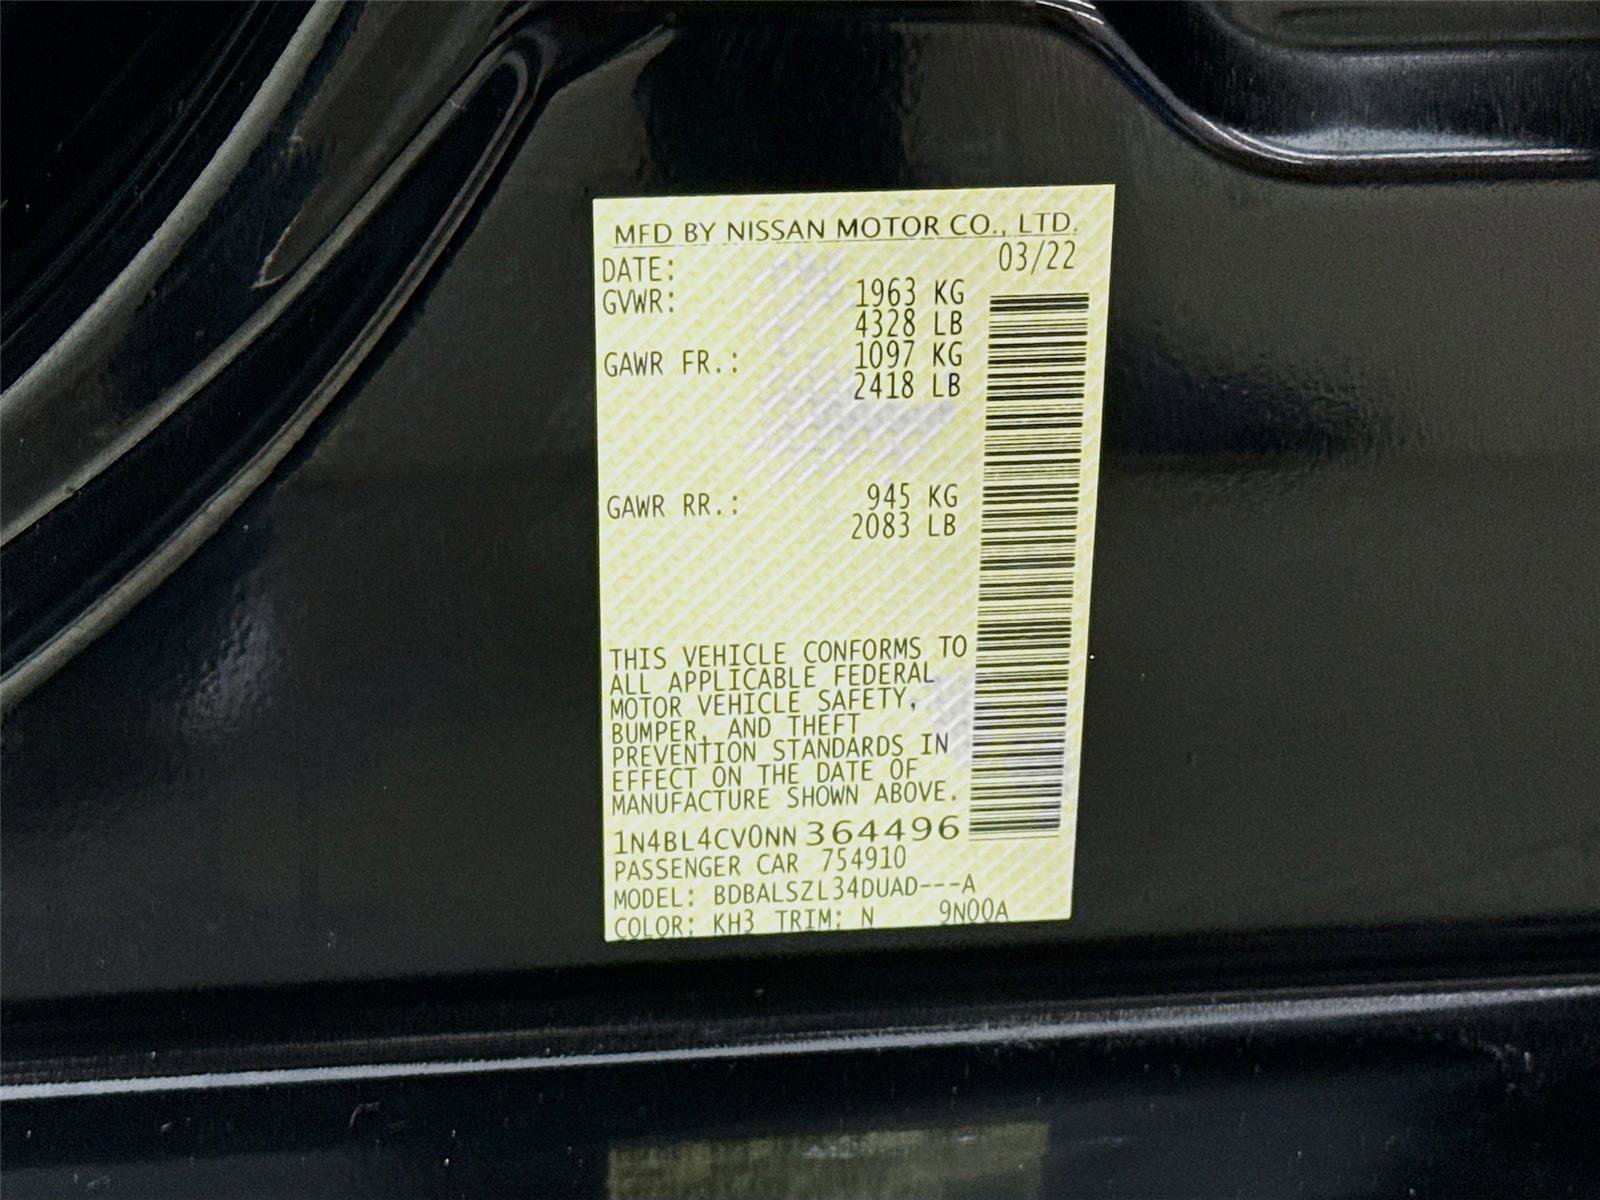 MFD BY NISSAN MOTOR CO., LTD.
DATE: 03/22
GVWR: 1963 KG
4328 LB
GAWR FR.: 1097 KG
2418 LB
GAWR RR.: 945 KG
2083 LB
THIS VEHICLE CONFORMS TO
ALL APPLICABLE FEDERAL
MOTOR VEHICLE SAFETY,
BUMPER, AND THEFT
PREVENTION STANDARDS IN
EFFECT ON THE DATE OF
MANUFACTURE SHOWN ABOVE.
1N4BL4CV0NN364496
PASSENGER CAR 754910
MODEL: BDBALSZL34DUAD---A
COLOR: KH3 TRIM: N 9N00A